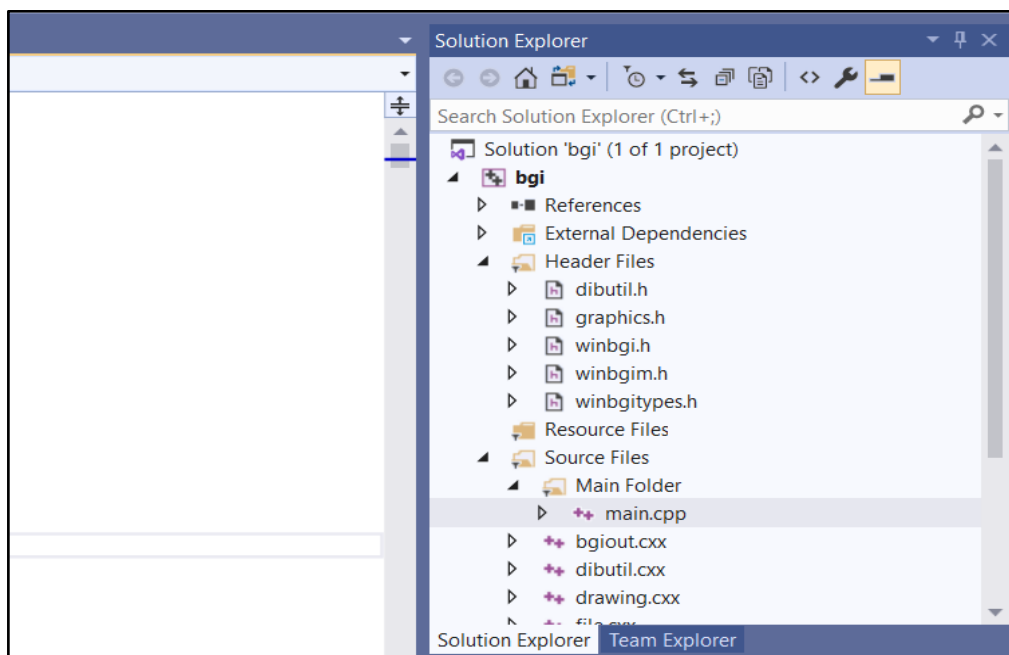 Solution Explorer
Search Solution Explorer (Ctrl+;)
Solution 'bgi' (1 of 1 project)
bgi
References
External Dependencies
Header Files
dibutil.h
graphics.h
winbgi.h
winbgim.h
winbgitypes.h
Resource Files
Source Files
Main Folder
main.cpp
bgiout.cxx
dibutil.cxx
drawing.cxx
file.cxx
Solution Explorer Team Explorer